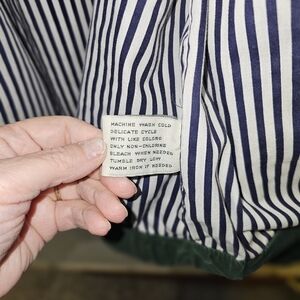 MACHINE WASH COLD
DELICATE CYCLE
WITH LIKE COLORS
ONLY NON-CHLORINE
BLEACH WHEN NEEDED
TUMBLE DRY LOW
WARM IRON IF NEEDED